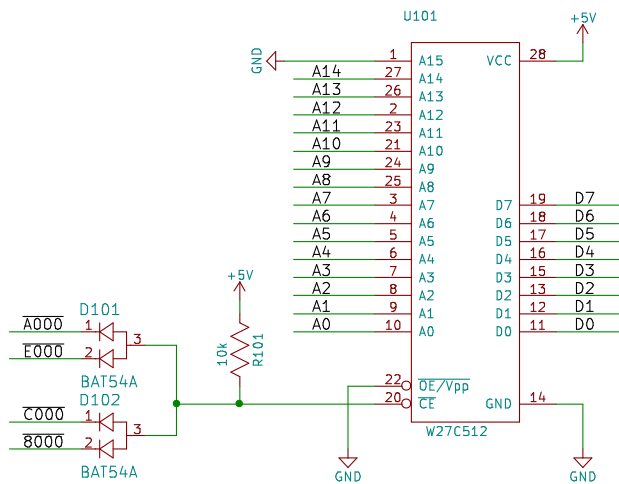 U101
+5V
GND
1 A15 VCC 28
A14 27 A14
A13 26 A13
A12 2 A12
A11 23 A11
A10 21 A10
A9 24 A9
A8 25 A8
A7 3 A7 D7 19 D7
A6 4 A6 D6 18 D6
A5 5 A5 D5 17 D5
A4 6 A4 D4 16 D4
A3 7 A3 D3 15 D3
A2 8 A2 D2 13 D2
A1 9 A1 D1 12 D1
A0 10 A0 D0 11 D0
+5V
10k R101
D101
A000 1
3
E000 2
BAT54A
22 OE/Vpp
20 CE GND 14
D102
C000 1
3
8000 2
BAT54A
W27C512
GND GND